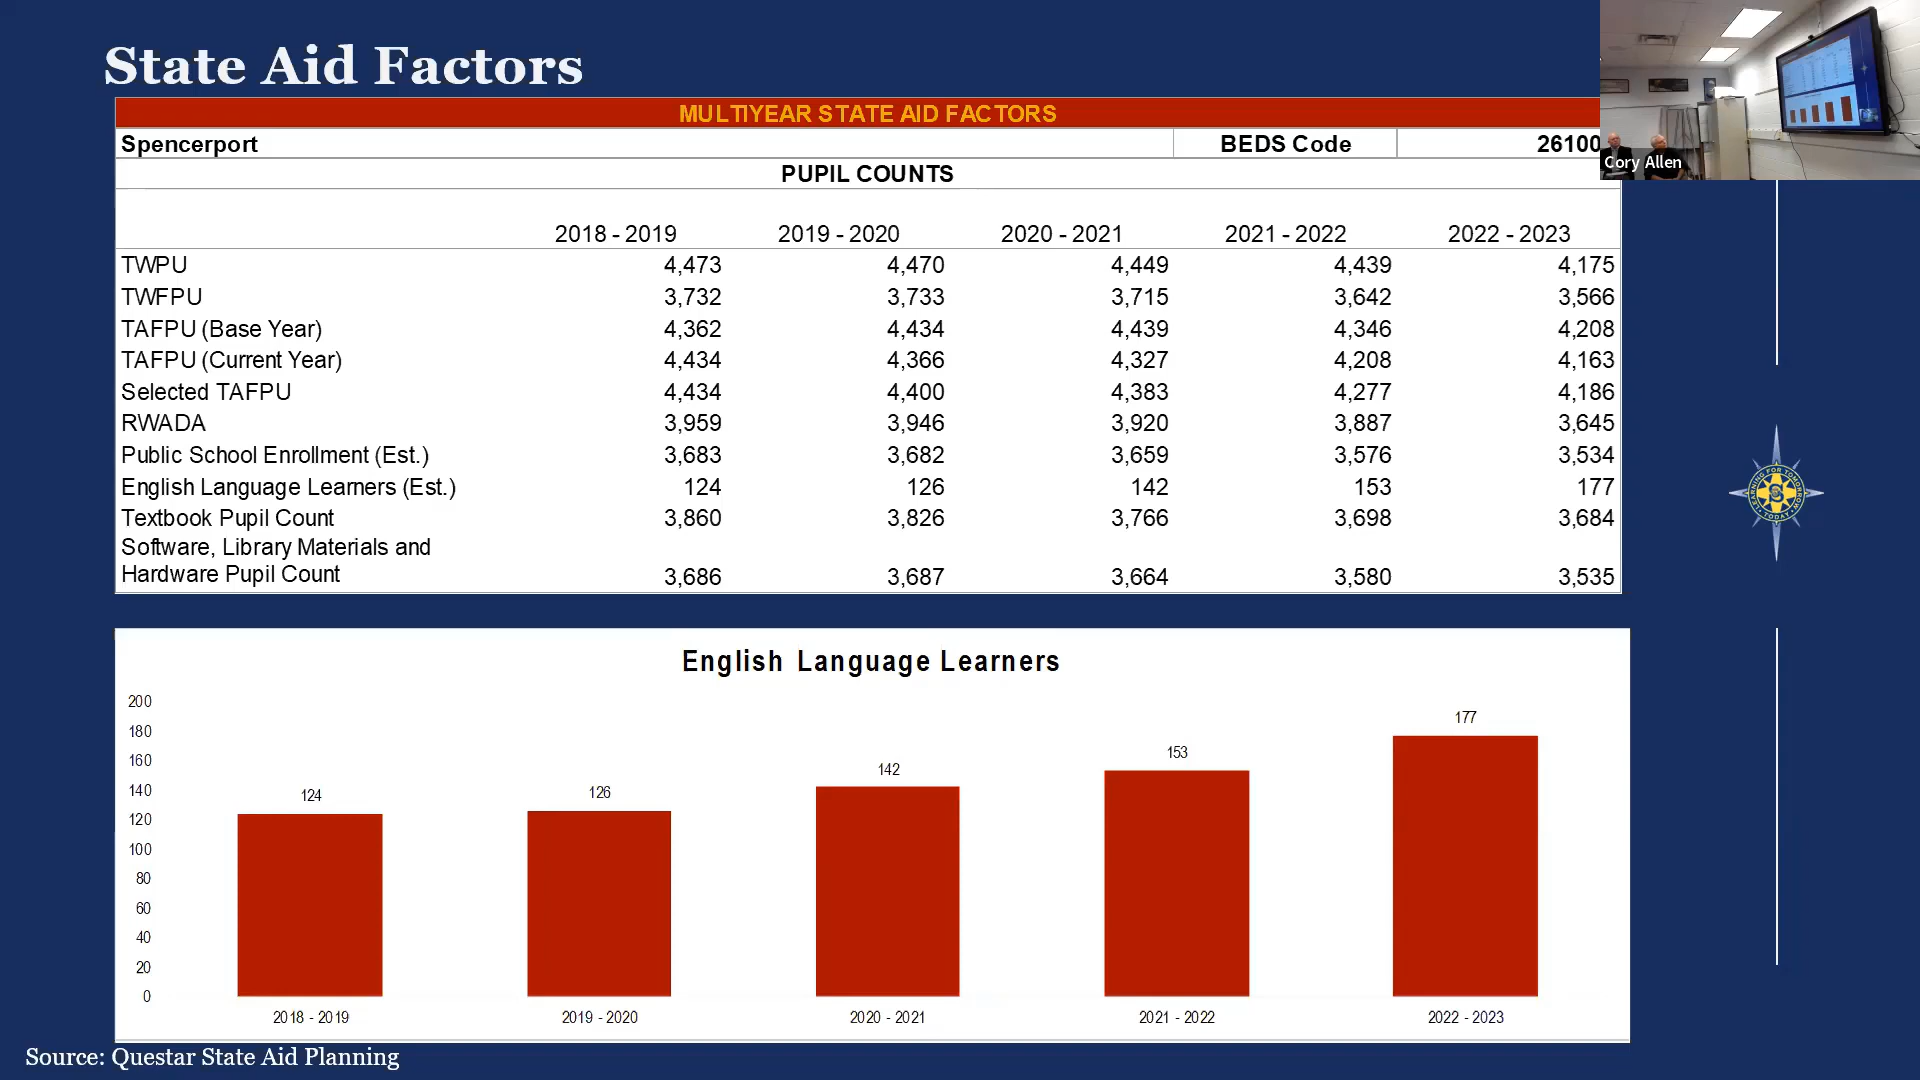 State Aid Factors
MULTIYEAR STATE AID FACTORS
Spencerport BEDS Code 26100
PUPIL COUNTS
2018 - 2019 2019 - 2020 2020 - 2021 2021 - 2022 2022 - 2023
TWPU 4,473 4,470 4,449 4,439 4,175
TWFPU 3,732 3,733 3,715 3,642 3,566
TAFPU (Base Year) 4,362 4,434 4,439 4,346 4,208
TAFPU (Current Year) 4,434 4,366 4,327 4,208 4,163
Selected TAFPU 4,434 4,400 4,383 4,277 4,186
RWADA 3,959 3,946 3,920 3,887 3,645
Public School Enrollment (Est.) 3,683 3,682 3,659 3,576 3,534
English Language Learners (Est.) 124 126 142 153 177
Textbook Pupil Count 3,860 3,826 3,766 3,698 3,684
Software, Library Materials and
Hardware Pupil Count 3,686 3,687 3,664 3,580 3,535
Cory Allen
LEARNING FOR TOMORROW
TODAY
English Language Learners
200
180
160
140
120
100
80
60
40
20
0
124 126 142 153 177
2018 - 2019 2019 - 2020 2020 - 2021 2021 - 2022 2022 - 2023
Source: Questar State Aid Planning